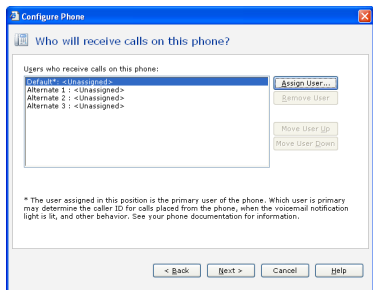 Configure Phone
Who will receive calls on this phone?
Users who receive calls on this phone:
Default*: <Unassigned>
Alternate 1 : <Unassigned>
Alternate 2 : <Unassigned>
Alternate 3 : <Unassigned>
Assign User...
Remove User
Move User Up
Move User Down
* The user assigned in this position is the primary user of the phone. Which user is primary
may determine the caller ID for calls placed from the phone, when the voicemail notification
light is lit, and other behavior. See your phone documentation for information.
< Back
Next >
Cancel
Help